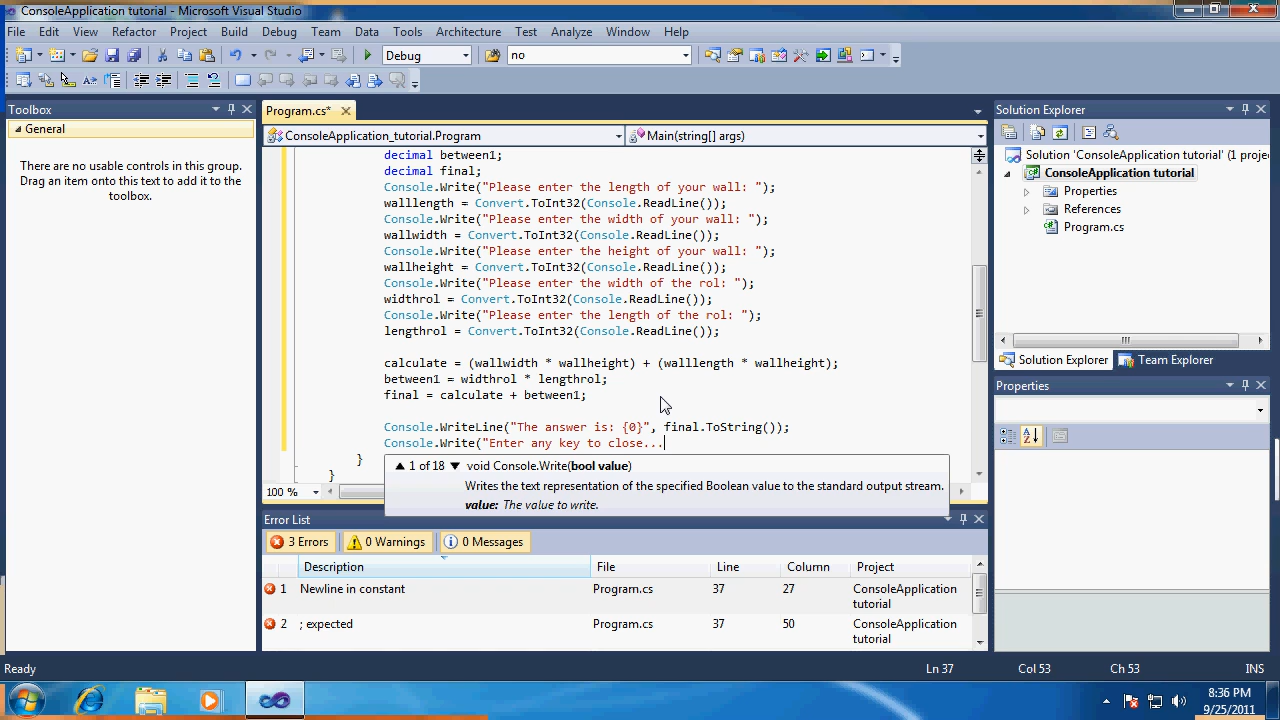 ConsoleApplication tutorial - Microsoft Visual Studio
File Edit View Refactor Project Build Debug Team Data Tools Architecture Test Analyze Window Help
Debug no
Toolbox
General
There are no usable controls in this group. Drag an item onto this text to add it to the toolbox.
Program.cs*
ConsoleApplication_tutorial.Program Main(string[] args)
decimal between1;
decimal final;
Console.Write("Please enter the length of your wall: ");
walllength = Convert.ToInt32(Console.ReadLine());
Console.Write("Please enter the width of your wall: ");
wallwidth = Convert.ToInt32(Console.ReadLine());
Console.Write("Please enter the height of your wall: ");
wallheight = Convert.ToInt32(Console.ReadLine());
Console.Write("Please enter the width of the rol: ");
widthrol = Convert.ToInt32(Console.ReadLine());
Console.Write("Please enter the length of the rol: ");
lengthrol = Convert.ToInt32(Console.ReadLine());
calculate = (wallwidth * wallheight) + (walllength * wallheight);
between1 = widthrol * lengthrol;
final = calculate + between1;
Console.WriteLine("The answer is: {0}", final.ToString());
Console.Write("Enter any key to close...
}
}
1 of 18 void Console.Write(bool value)
Writes the text representation of the specified Boolean value to the standard output stream.
value: The value to write.
100 %
Error List
3 Errors 0 Warnings 0 Messages
Description File Line Column Project
1 Newline in constant Program.cs 37 27 ConsoleApplication tutorial
2 ; expected Program.cs 37 50 ConsoleApplication tutorial
Solution Explorer
Solution 'ConsoleApplication tutorial' (1 proje
ConsoleApplication tutorial
Properties
References
Program.cs
Solution Explorer Team Explorer
Properties
Ready Ln 37 Col 53 Ch 53 INS
8:36 PM
9/25/2011